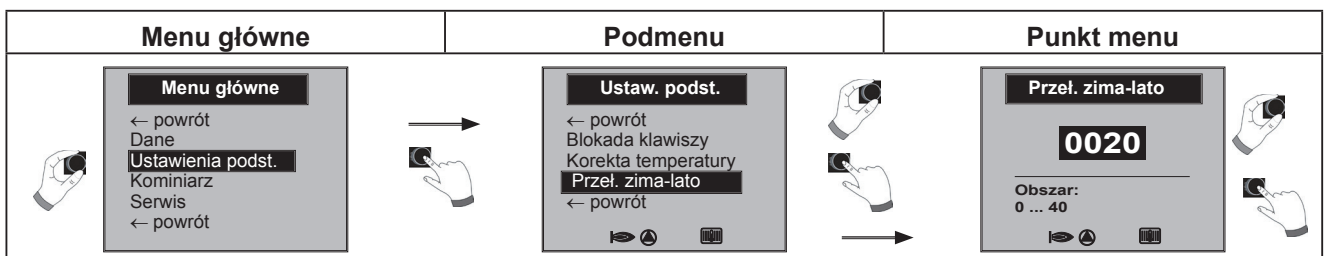 Menu główne
Podmenu
Punkt menu
Menu główne
← powrót
Dane
Ustawienia podst.
Kominiarz
Serwis
← powrót
Ustaw. podst.
← powrót
Blokada klawiszy
Korekta temperatury
Przeł. zima-lato
← powrót
Przeł. zima-lato
0020
Obszar:
0 ... 40